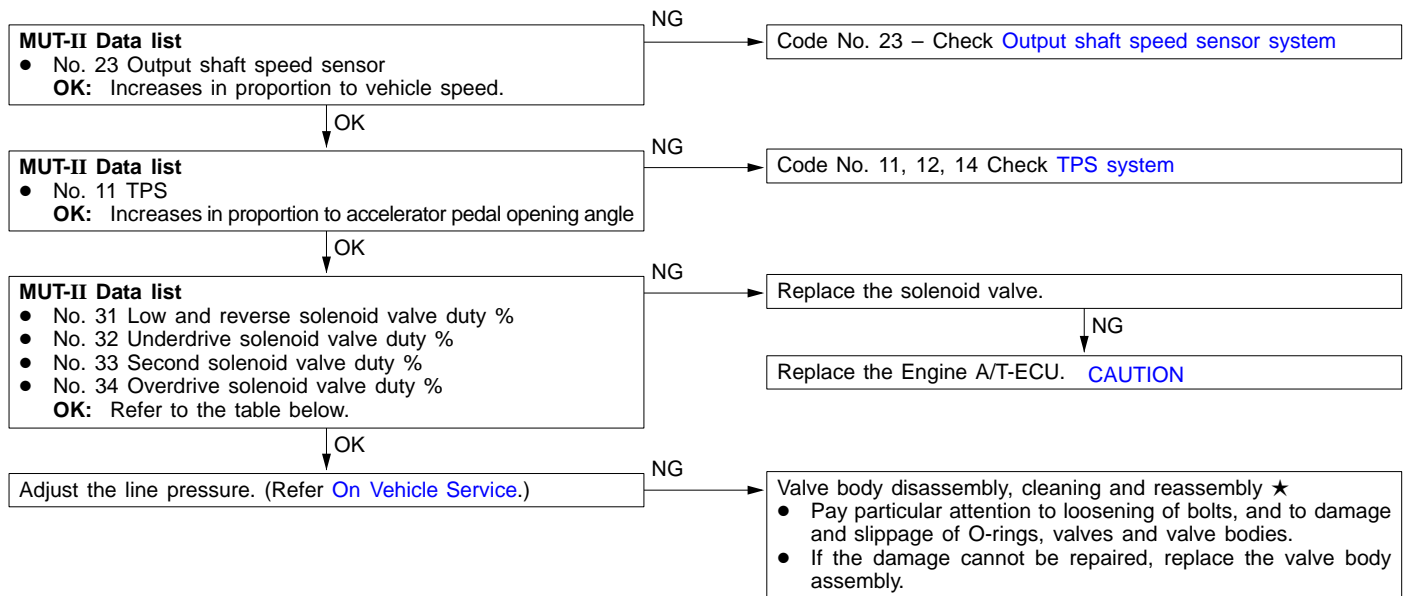 NG
MUT-II Data list
● No. 23 Output shaft speed sensor
OK: Increases in proportion to vehicle speed.
Code No. 23 – Check Output shaft speed sensor system
OK
NG
MUT-II Data list
● No. 11 TPS
OK: Increases in proportion to accelerator pedal opening angle
Code No. 11, 12, 14 Check TPS system
OK
NG
MUT-II Data list
● No. 31 Low and reverse solenoid valve duty %
● No. 32 Underdrive solenoid valve duty %
● No. 33 Second solenoid valve duty %
● No. 34 Overdrive solenoid valve duty %
OK: Refer to the table below.
Replace the solenoid valve.
NG
Replace the Engine A/T-ECU. CAUTION
OK
NG
Adjust the line pressure. (Refer On Vehicle Service.)
Valve body disassembly, cleaning and reassembly ★
● Pay particular attention to loosening of bolts, and to damage
and slippage of O-rings, valves and valve bodies.
● If the damage cannot be repaired, replace the valve body
assembly.